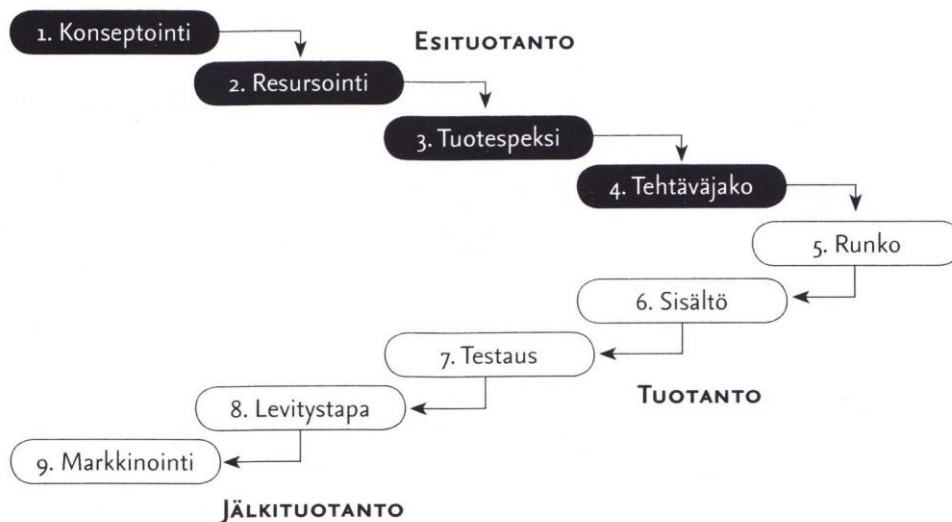 1. Konseptointi
ESITUOTANTO
2. Resursointi
3. Tuotespeksi
4. Tehtäväjako
5. Runko
6. Sisältö
7. Testaus
TUOTANTO
8. Levitystapa
9. Markkinointi
JÄLKITUOTANTO